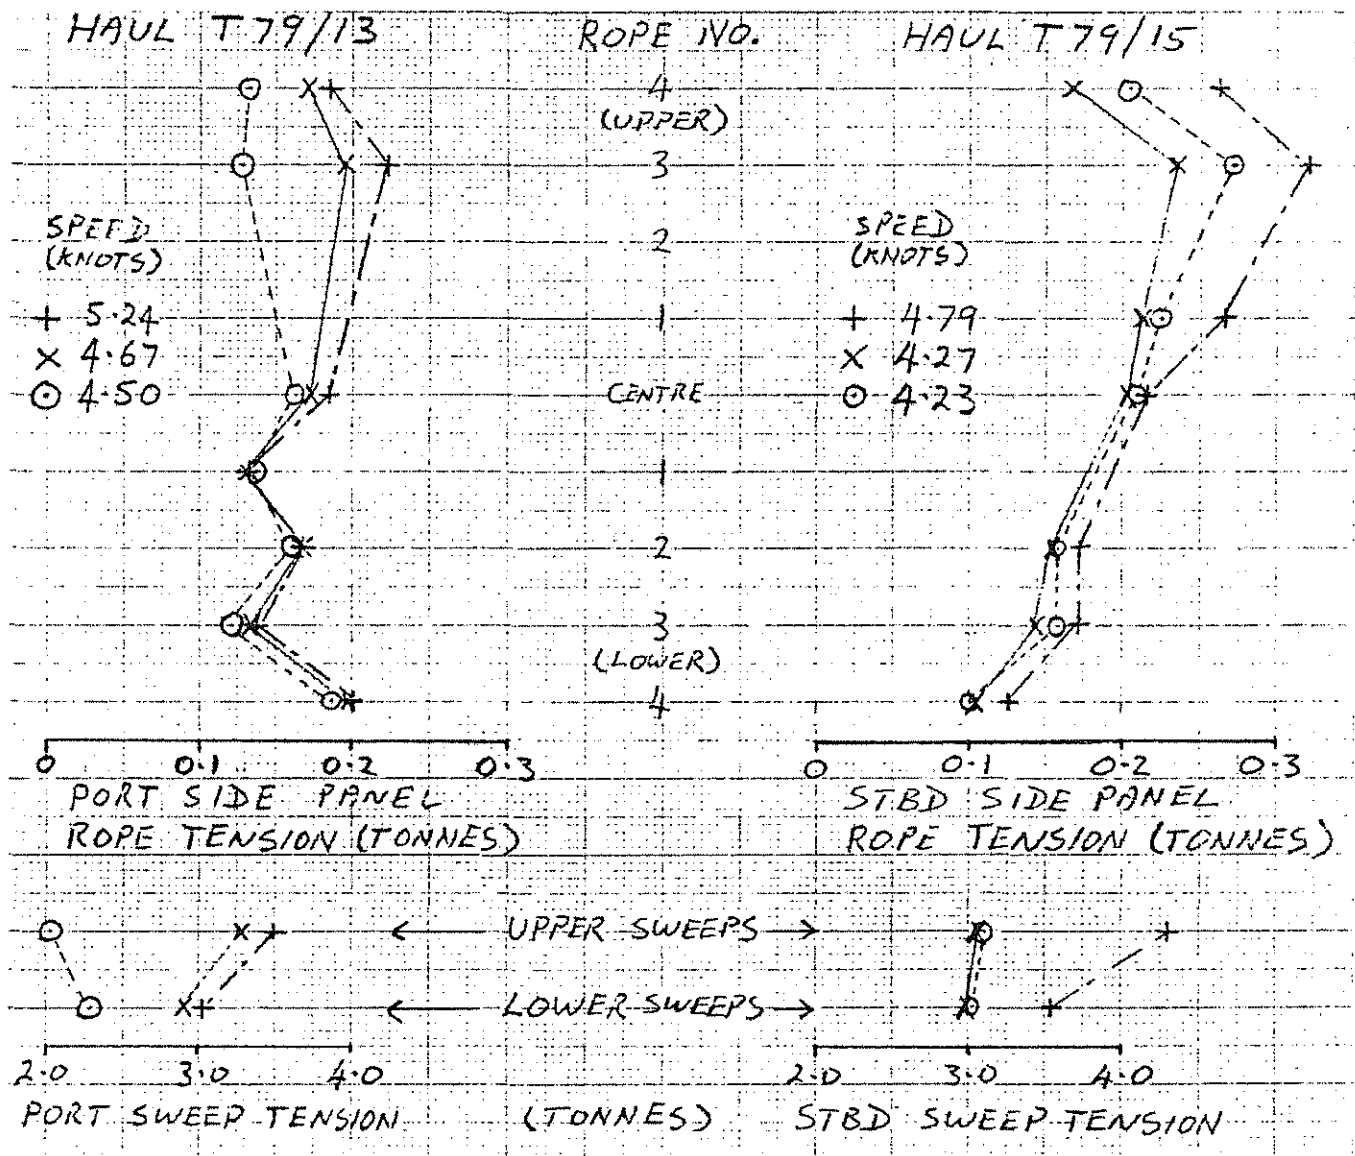 HAUL T79/13 ROPE NO. HAUL T79/15
4
(UPPER)
3
SPEED SPEED
(KNOTS) 2 (KNOTS)
+ 5·24 1 + 4·79
× 4·67 × 4·27
⊙ 4·50 CENTRE ⊙ 4·23
1
2
3
(LOWER)
4
0 0·1 0·2 0·3 0 0·1 0·2 0·3
PORT SIDE PANEL STBD SIDE PANEL
ROPE TENSION (TONNES) ROPE TENSION (TONNES)
← UPPER SWEEPS →
← LOWER SWEEPS →
2·0 3·0 4·0 2·0 3·0 4·0
PORT SWEEP TENSION (TONNES) STBD SWEEP TENSION